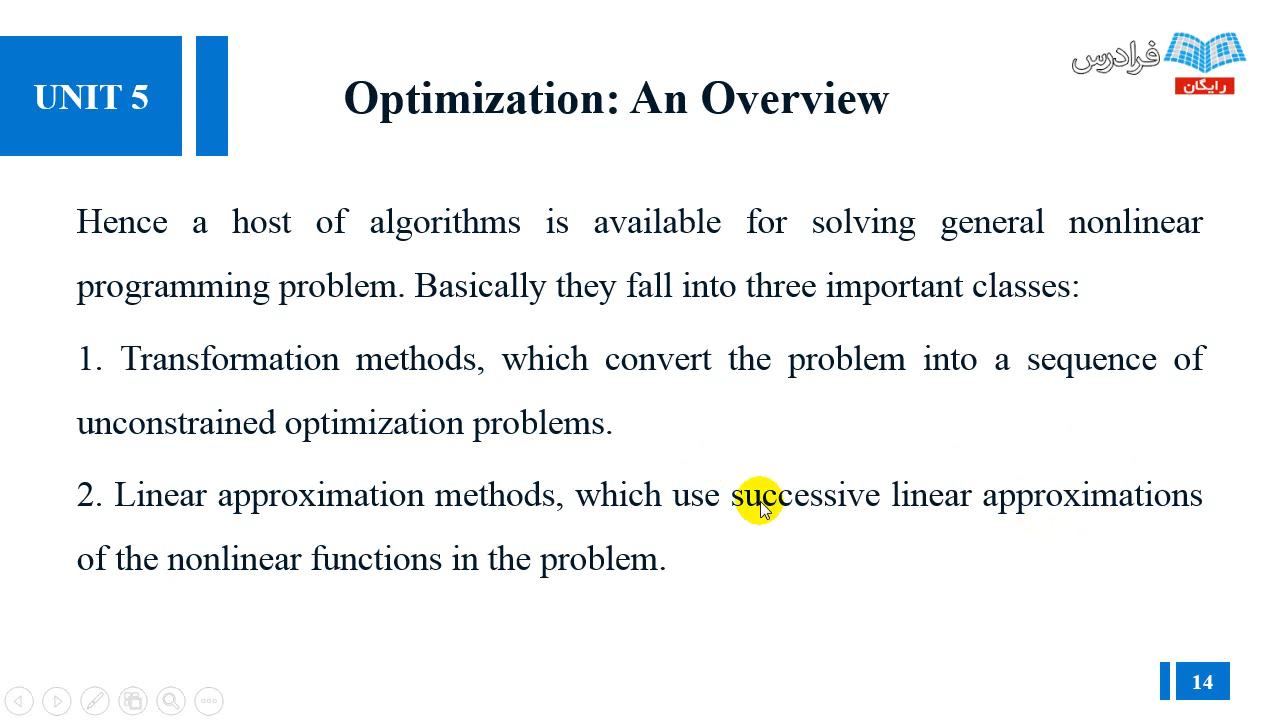 UNIT 5
Optimization: An Overview
فرادرس
رایگان
Hence a host of algorithms is available for solving general nonlinear
programming problem. Basically they fall into three important classes:
1. Transformation methods, which convert the problem into a sequence of
unconstrained optimization problems.
2. Linear approximation methods, which use successive linear approximations
of the nonlinear functions in the problem.
14